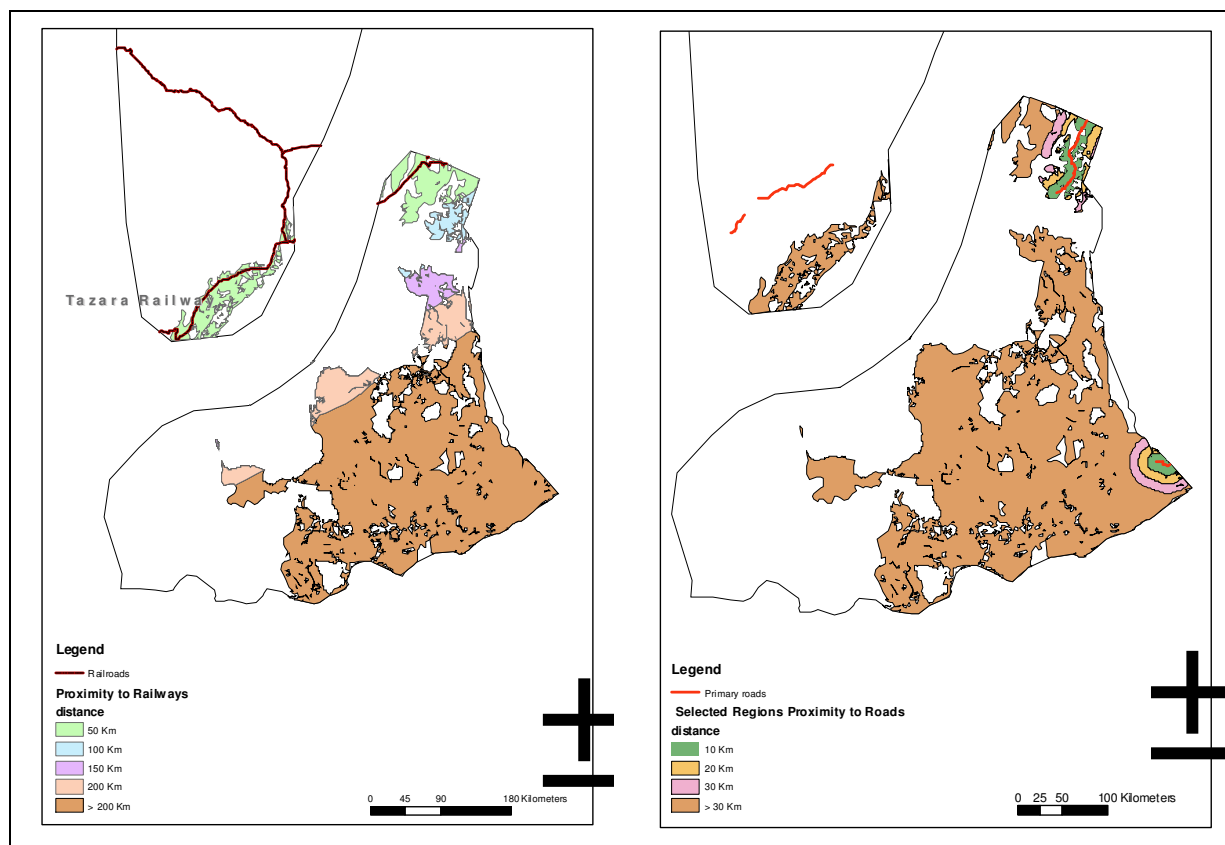 Tazara Railway
Legend
Railroads
Proximity to Railways
distance
50 Km
100 Km
150 Km
200 Km
> 200 Km
0 45 90 180 Kilometers
Legend
Primary roads
Selected Regions Proximity to Roads
distance
10 Km
20 Km
30 Km
> 30 Km
0 25 50 100 Kilometers